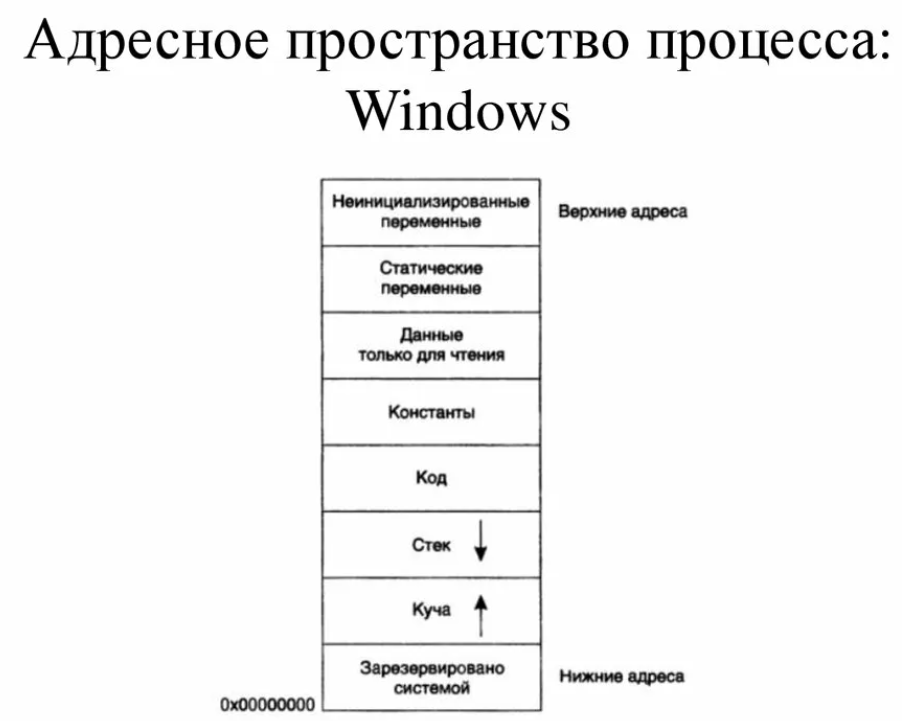 Адресное пространство процесса:
Windows
Неинициализированные
переменные
Верхние адреса
Статические
переменные
Данные
только для чтения
Константы
Код
Стек
Куча
Зарезервировано
системой
Нижние адреса
0x00000000